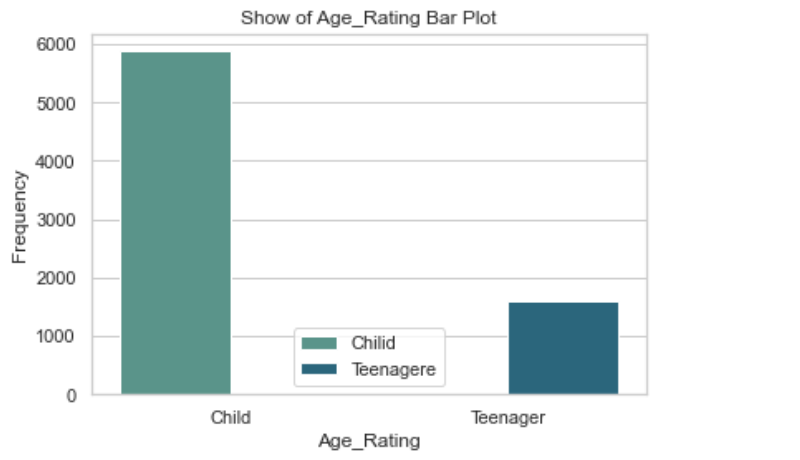 Show of Age_Rating Bar Plot
6000
5000
4000
3000
2000
1000
0
Frequency
Chilid
Teenagere
Child Teenager
Age_Rating